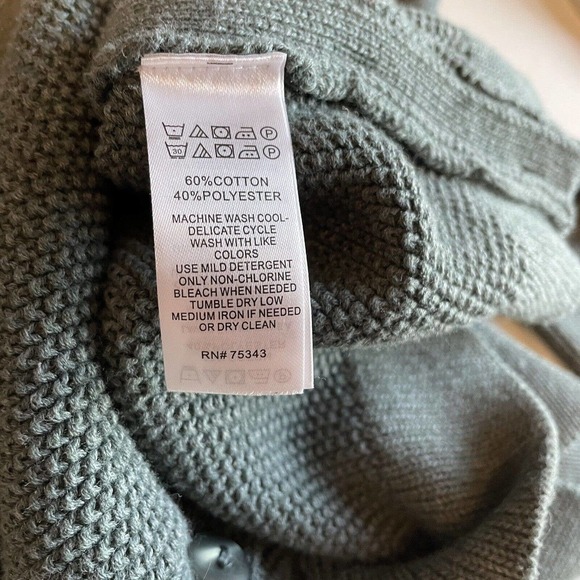 30
60%COTTON
40%POLYESTER
MACHINE WASH COOL-
DELICATE CYCLE
WASH WITH LIKE
COLORS
USE MILD DETERGENT
ONLY NON-CHLORINE
BLEACH WHEN NEEDED
TUMBLE DRY LOW
MEDIUM IRON IF NEEDED
OR DRY CLEAN
RN# 75343